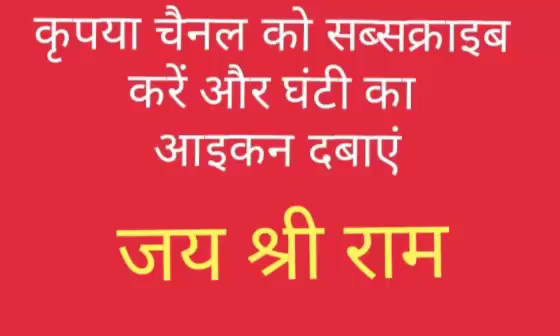 कृपया चैनल को सब्सक्राइब
करें और घंटी का
आइकन दबाएं
जय श्री राम